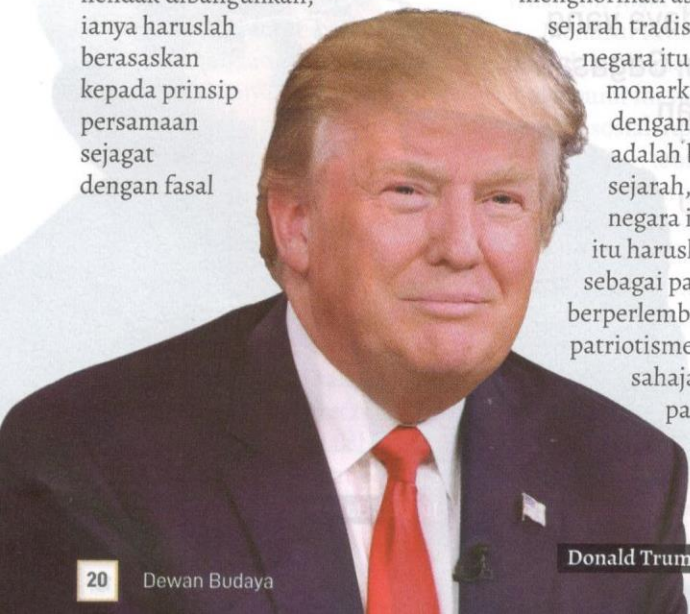 ianya haruslah
berasaskan
kepada prinsip
persamaan
sejagat
dengan fasal
sejarah tradis
negara itu
monark
dengan
adalah
sejarah,
negara i
itu harusl
sebagai pa
berperlemb
patriotisme
sahaja
pa
Donald Trum
20 Dewan Budaya